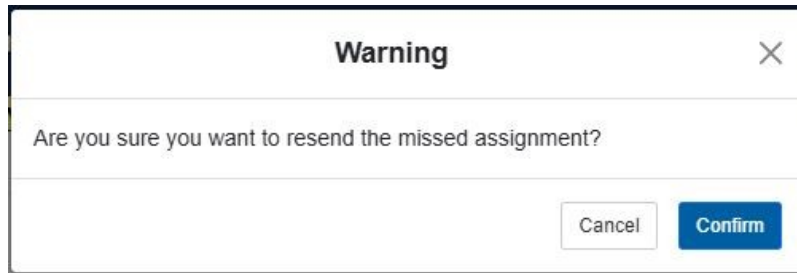 Warning
Are you sure you want to resend the missed assignment?
Cancel Confirm